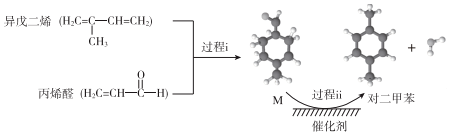 异戊二烯 (H₂C=C—CH=CH₂)
CH₃
过程i
O
丙烯醛 (H₂C=CH—C—H)
M
过程ii
催化剂
对二甲苯
+